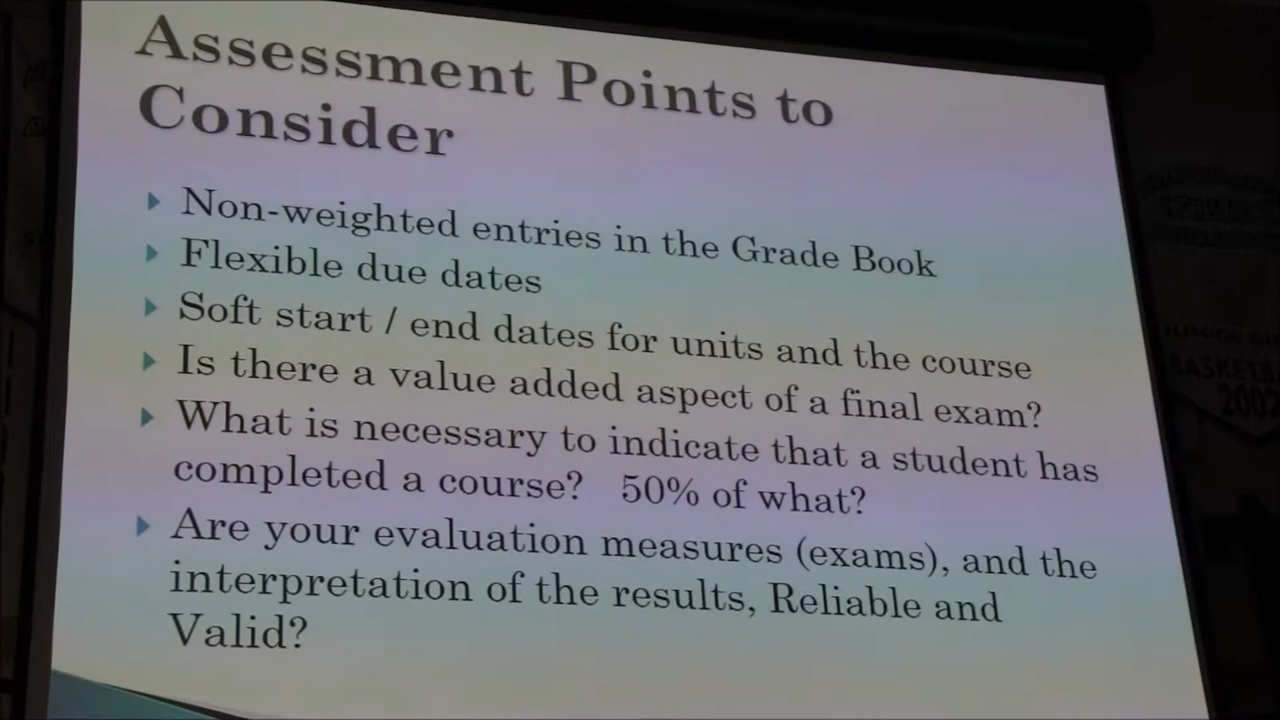 Assessment Points to
Consider
Non-weighted entries in the Grade Book
Flexible due dates
Soft start / end dates for units and the course
Is there a value added aspect of a final exam?
What is necessary to indicate that a student has
completed a course? 50% of what?
Are your evaluation measures (exams), and the
interpretation of the results, Reliable and
Valid?
2002